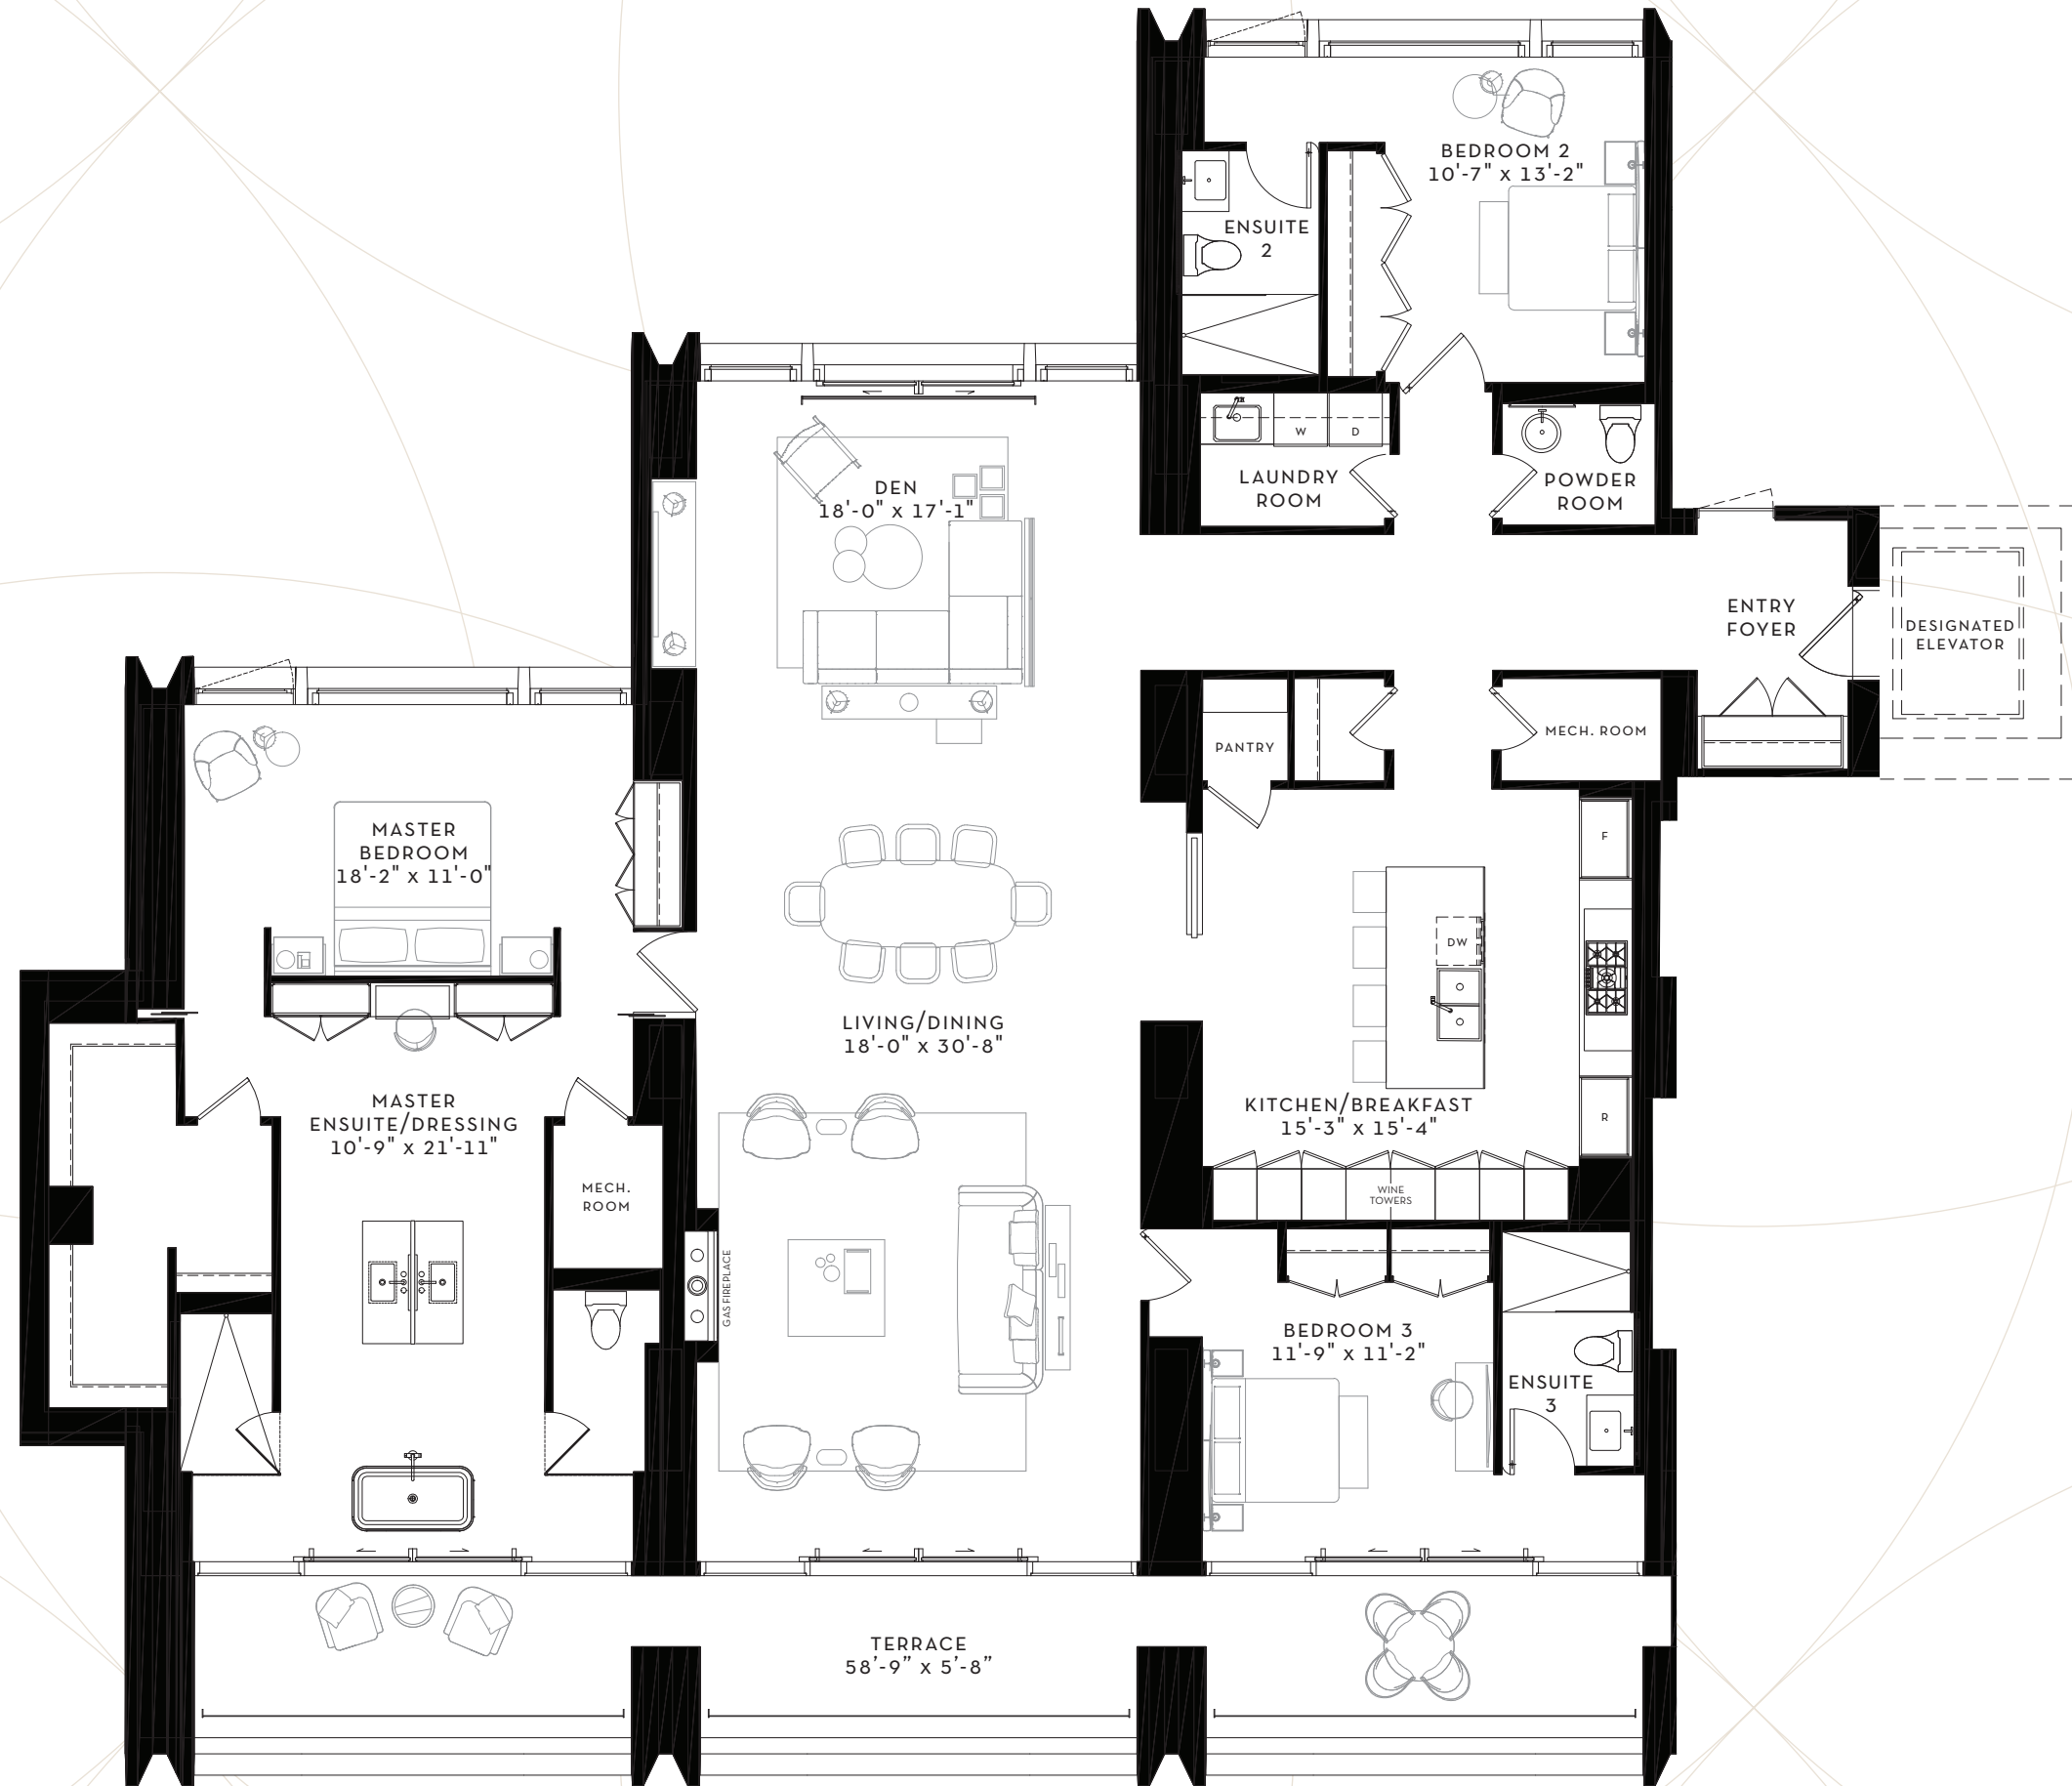 BEDROOM 2
10'-7" x 13'-2"
ENSUITE
2
W
D
LAUNDRY
ROOM
POWDER
ROOM
DEN
18'-0" x 17'-1"
ENTRY
FOYER
DESIGNATED
ELEVATOR
PANTRY
MECH. ROOM
MASTER
BEDROOM
18'-2" x 11'-0"
F
DW
LIVING/DINING
18'-0" x 30'-8"
MASTER
ENSUITE/DRESSING
10'-9" x 21'-11"
KITCHEN/BREAKFAST
15'-3" x 15'-4"
R
MECH.
ROOM
WINE
TOWERS
GAS FIREPLACE
BEDROOM 3
11'-9" x 11'-2"
ENSUITE
3
TERRACE
58’-9” x 5’-8”